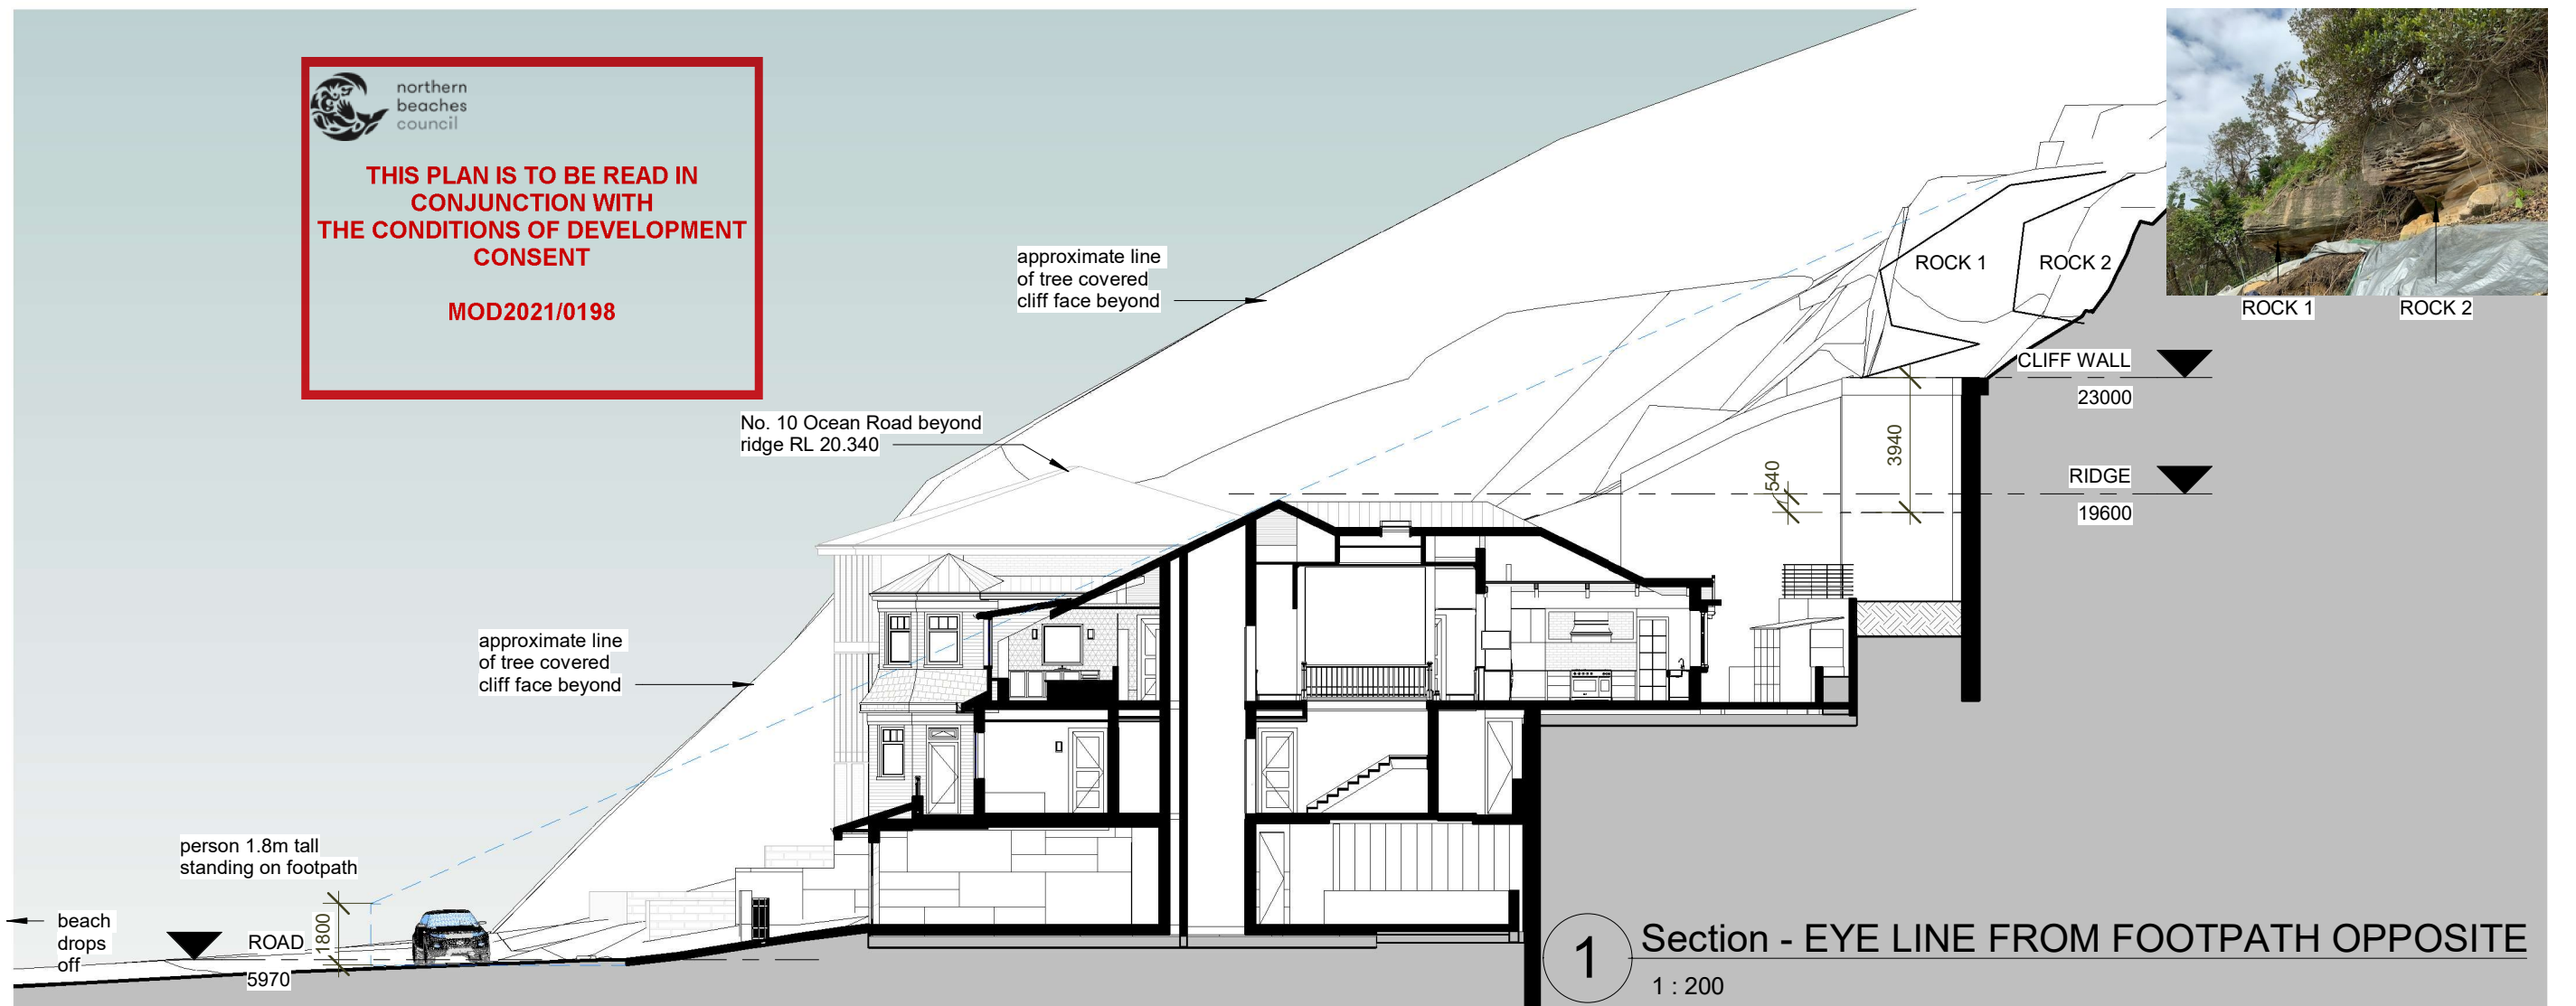 northern
beaches
council
THIS PLAN IS TO BE READ IN
CONJUNCTION WITH
THE CONDITIONS OF DEVELOPMENT
CONSENT
MOD2021/0198
approximate line
of tree covered
cliff face beyond
ROCK 1
ROCK 2
ROCK 1
ROCK 2
CLIFF WALL
23000
No. 10 Ocean Road beyond
ridge RL 20.340
3940
540
RIDGE
19600
approximate line
of tree covered
cliff face beyond
person 1.8m tall
standing on footpath
beach
drops
off
ROAD
5970
1800
1
Section - EYE LINE FROM FOOTPATH OPPOSITE
1 : 200